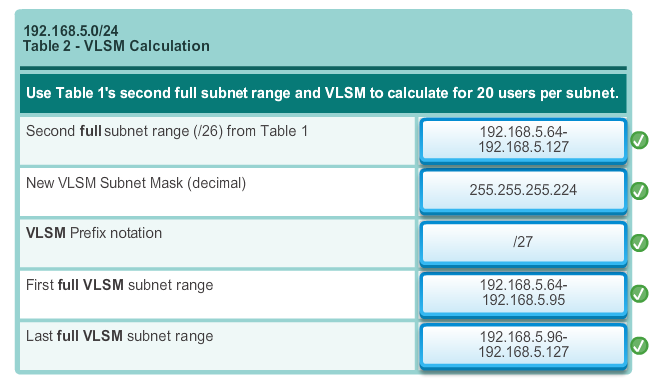 192.168.5.0/24
Table 2 - VLSM Calculation
Use Table 1's second full subnet range and VLSM to calculate for 20 users per subnet.
Second full subnet range (/26) from Table 1
192.168.5.64-
192.168.5.127
New VLSM Subnet Mask (decimal)
255.255.255.224
VLSM Prefix notation
/27
First full VLSM subnet range
192.168.5.64-
192.168.5.95
Last full VLSM subnet range
192.168.5.96-
192.168.5.127